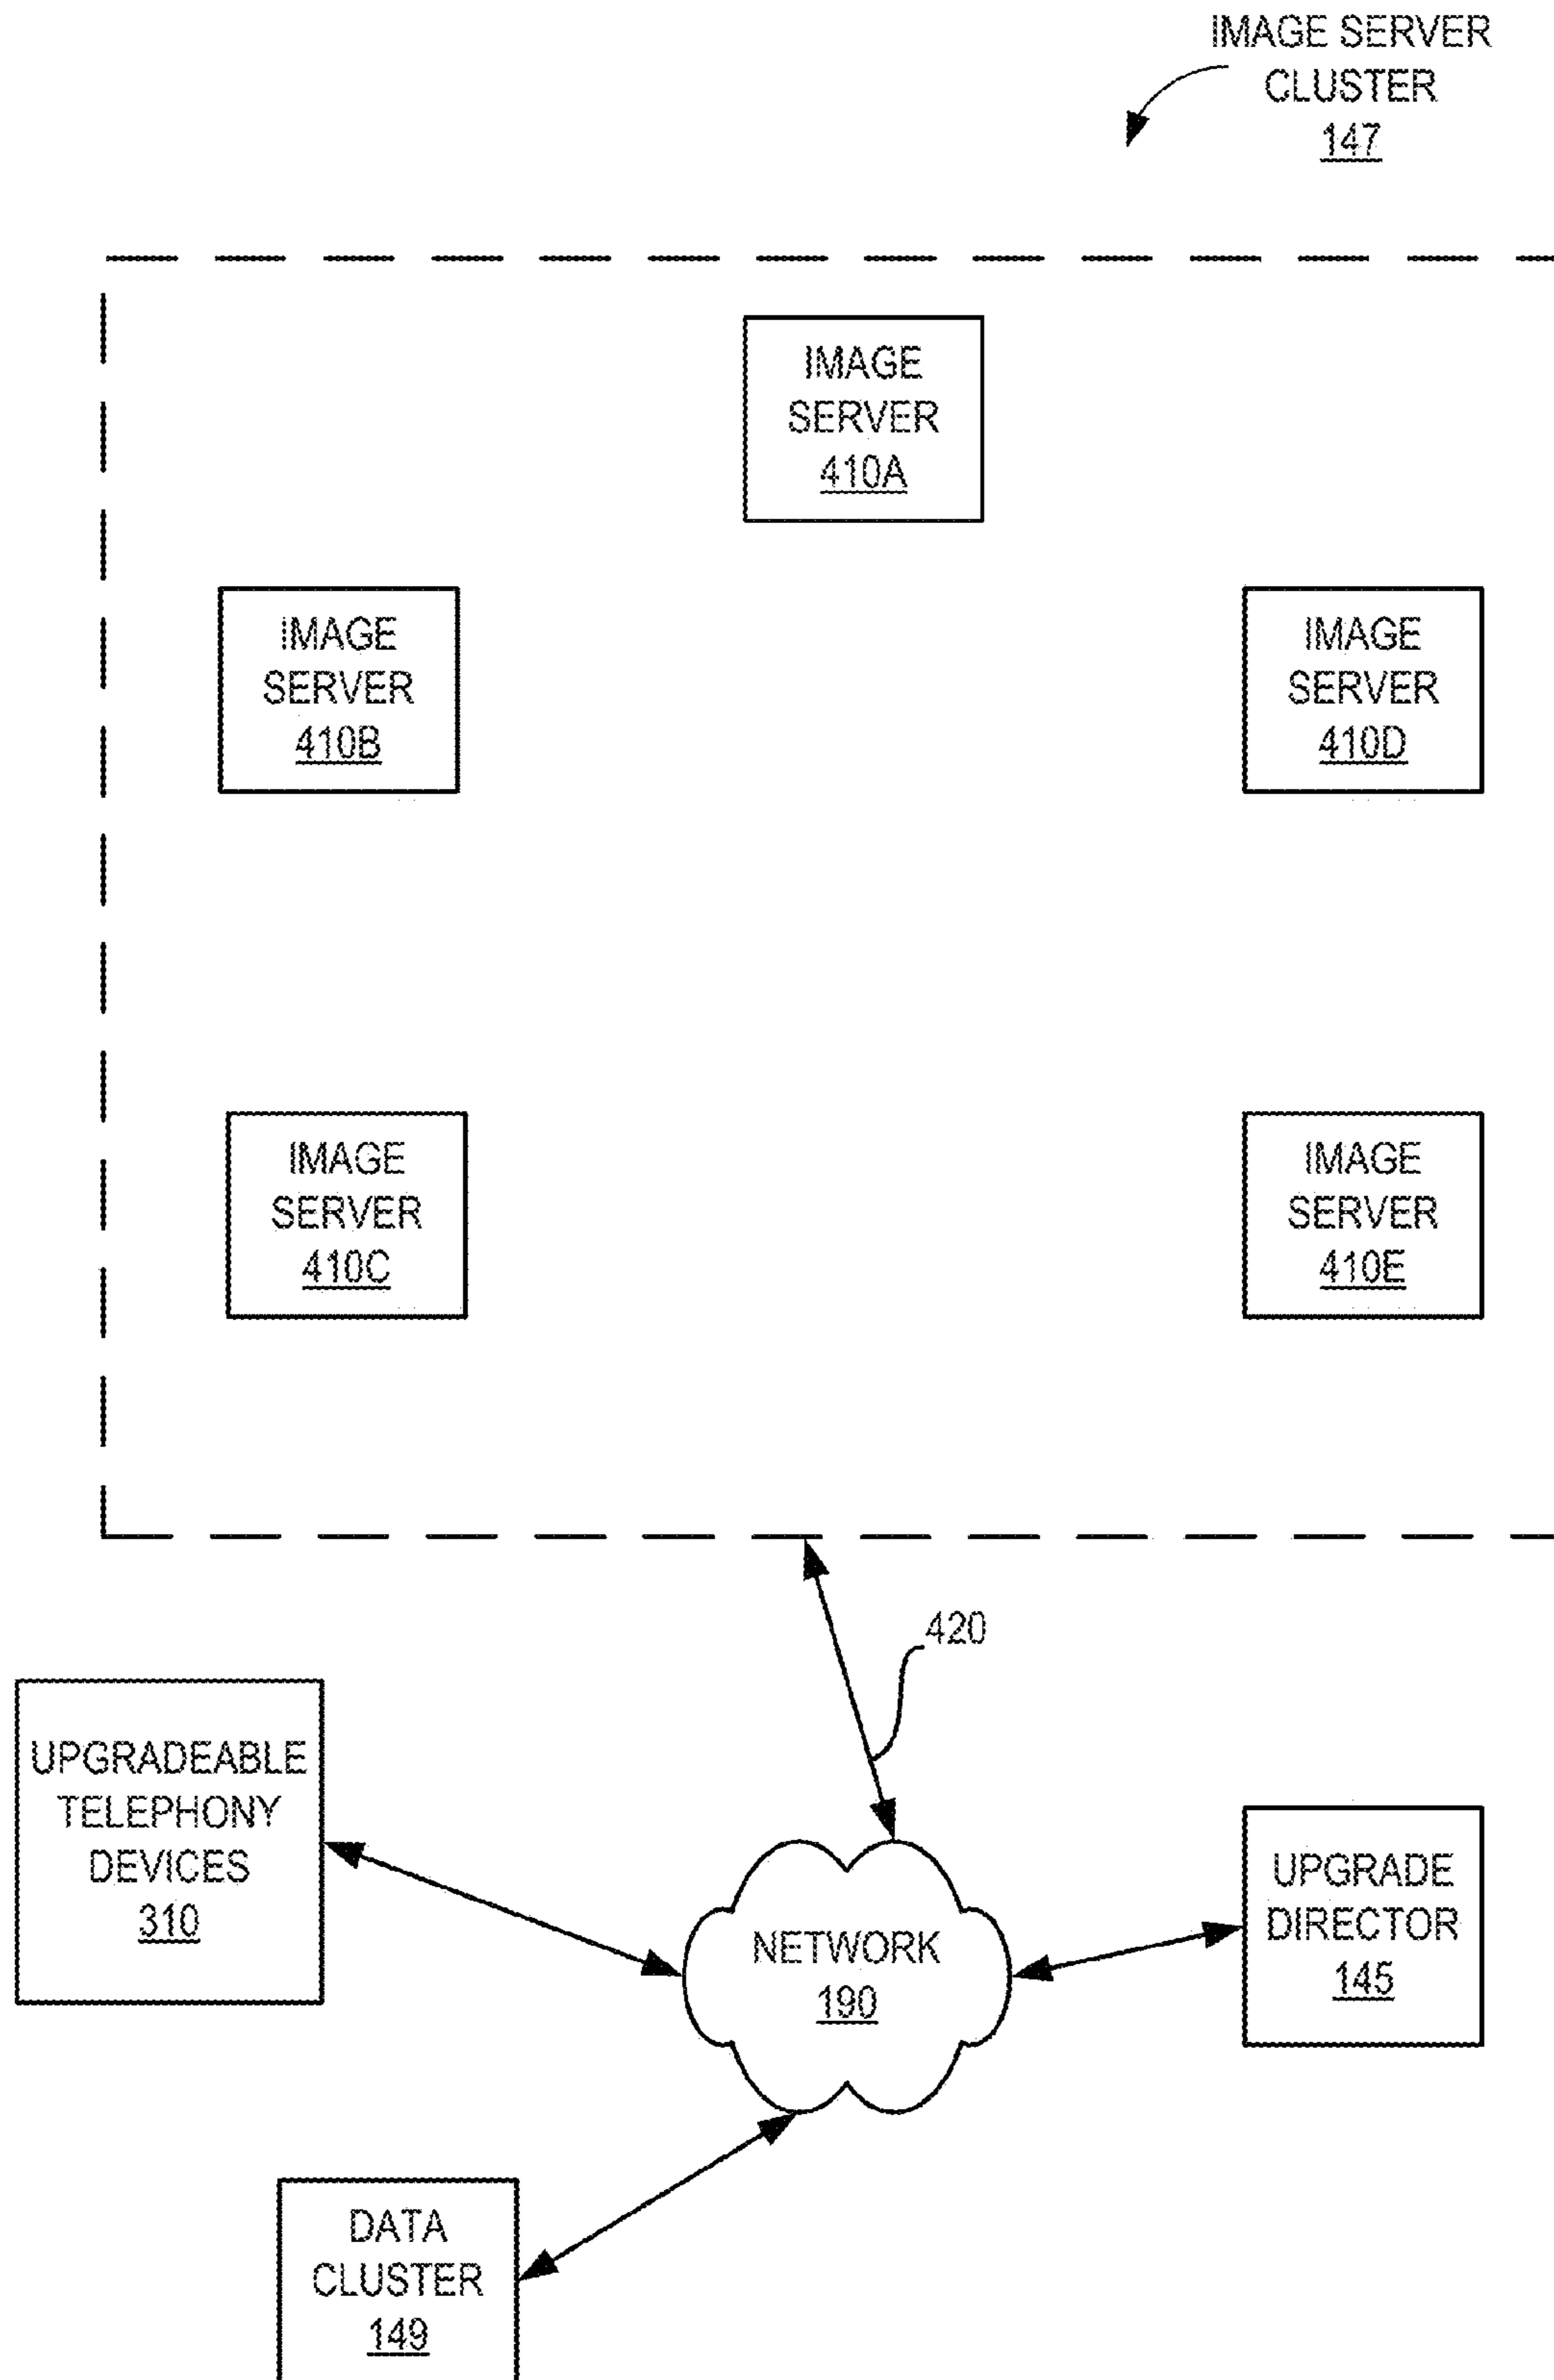 IMAGE SERVER
CLUSTER
147
IMAGE
SERVER
410A
IMAGE
SERVER
410B
IMAGE
SERVER
410D
IMAGE
SERVER
410C
IMAGE
SERVER
410E
420
UPGRADEABLE
TELEPHONY
DEVICES
310
NETWORK
190
UPGRADE
DIRECTOR
145
DATA
CLUSTER
149